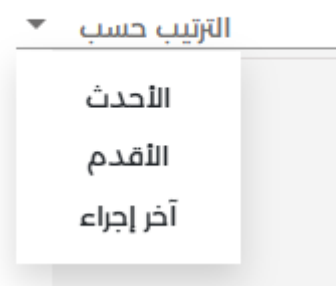 الترتيب حسب
الأحدث
الأقدم
آخر إجراء